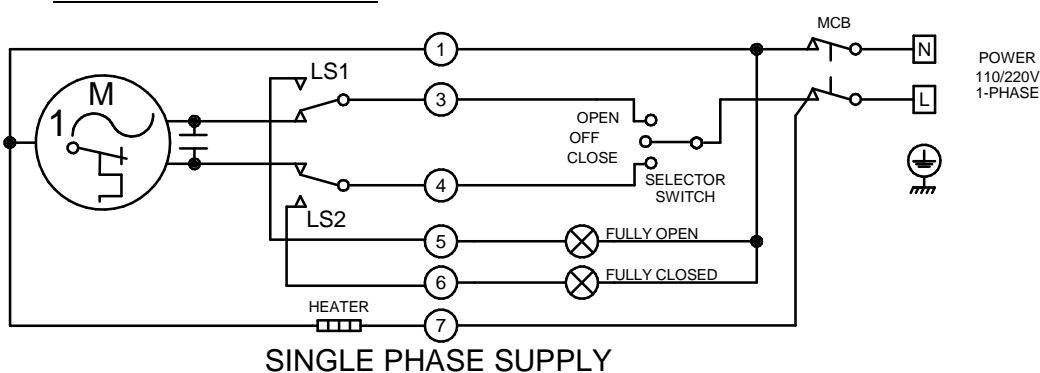 MCB
1
N
POWER
110/220V
1-PHASE
LS1
M
1
3
OPEN
OFF
CLOSE
L
4
SELECTOR
SWITCH
LS2
5
FULLY OPEN
6
FULLY CLOSED
HEATER
7
SINGLE PHASE SUPPLY